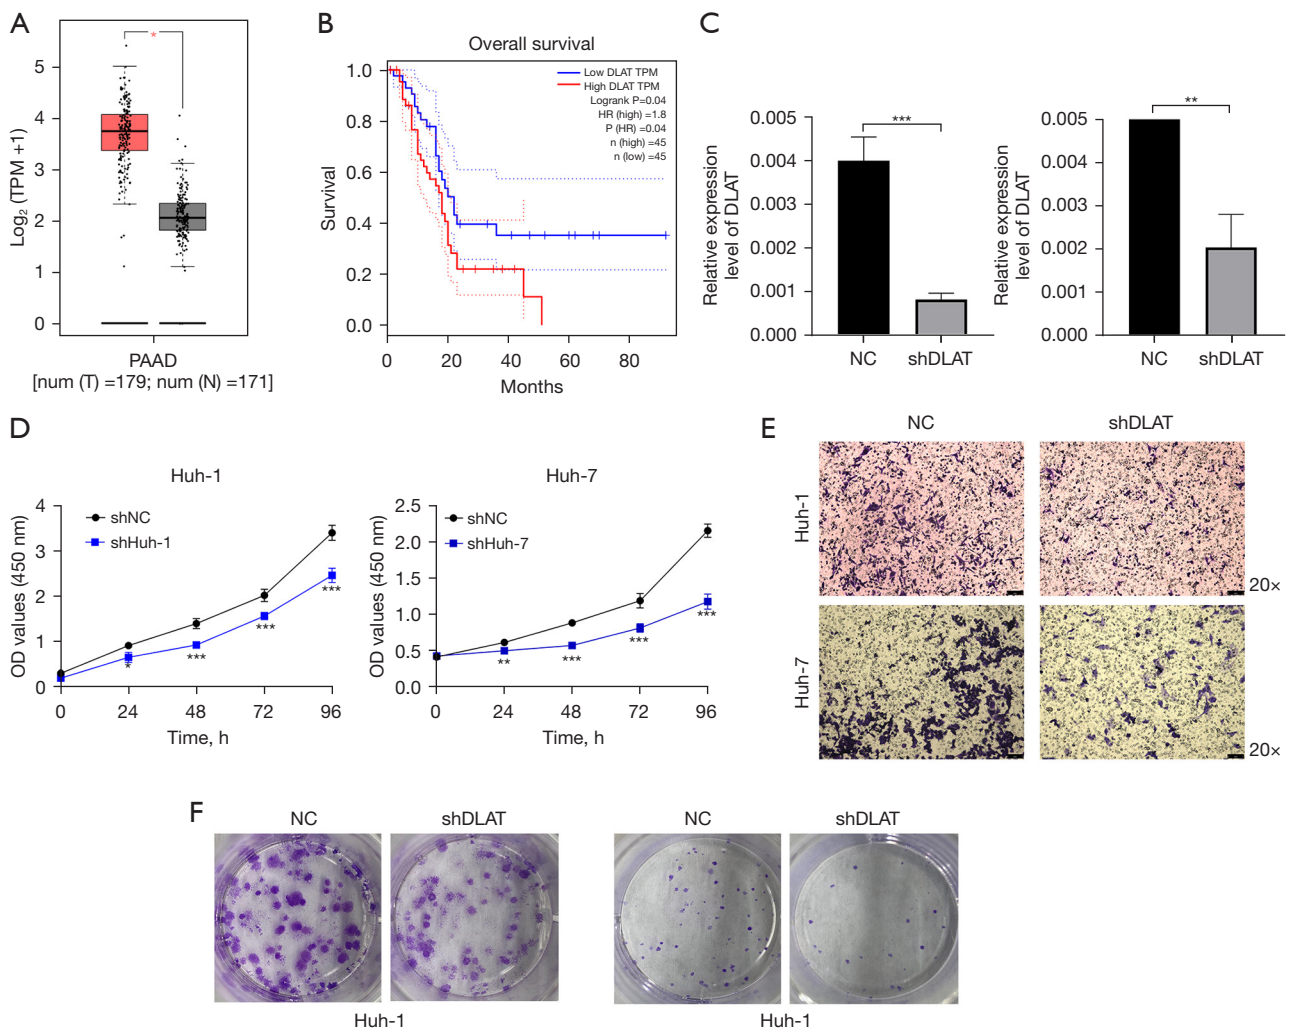 A
*
Log2 (TPM +1)
5
4
3
2
1
0
PAAD
[num (T) =179; num (N) =171]
B
Overall survival
Low DLAT TPM
High DLAT TPM
Logrank P=0.04
HR (high) =1.8
P (HR) =0.04
n (high) =45
n (low) =45
Survival
1.0
0.8
0.6
0.4
0.2
0.0
0 20 40 60 80
Months
C
Relative expression
level of DLAT
0.005
0.004
0.003
0.002
0.001
0.000
***
NC shDLAT
Relative expression
level of DLAT
0.005
0.004
0.003
0.002
0.001
0.000
**
NC shDLAT
D
Huh-1
OD values (450 nm)
4
3
2
1
0
shNC
shHuh-1
* *** *** ***
0 24 48 72 96
Time, h
Huh-7
OD values (450 nm)
2.5
2.0
1.5
1.0
0.5
0.0
shNC
shHuh-7
** *** *** ***
0 24 48 72 96
Time, h
E
NC shDLAT
Huh-1
20×
Huh-7
20×
F
NC shDLAT
Huh-1
NC shDLAT
Huh-1